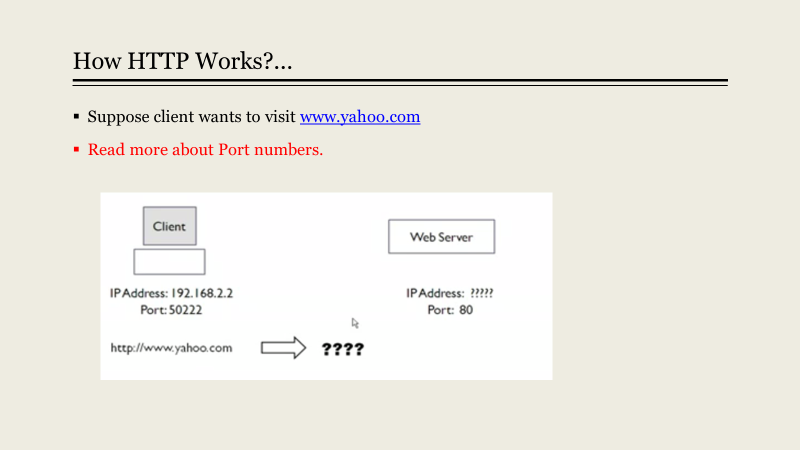 How HTTP Works?...
▪ Suppose client wants to visit www.yahoo.com
▪ Read more about Port numbers.
Client
Web Server
IP Address: 192.168.2.2
Port: 50222
IP Address: ?????
Port: 80
http://www.yahoo.com
????